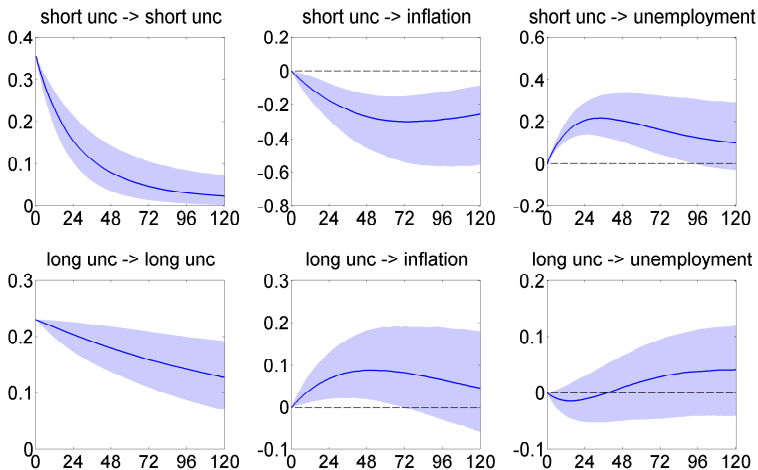 short unc -> short unc
0.4
0.3
0.2
0.1
0
0 24 48 72 96 120
short unc -> inflation
0.2
0
-0.2
-0.4
-0.6
-0.8
0 24 48 72 96 120
short unc -> unemployment
0.6
0.4
0.2
0
-0.2
0 24 48 72 96 120
long unc -> long unc
0.3
0.2
0.1
0
0 24 48 72 96 120
long unc -> inflation
0.3
0.2
0.1
0
-0.1
0 24 48 72 96 120
long unc -> unemployment
0.2
0.1
0
-0.1
0 24 48 72 96 120